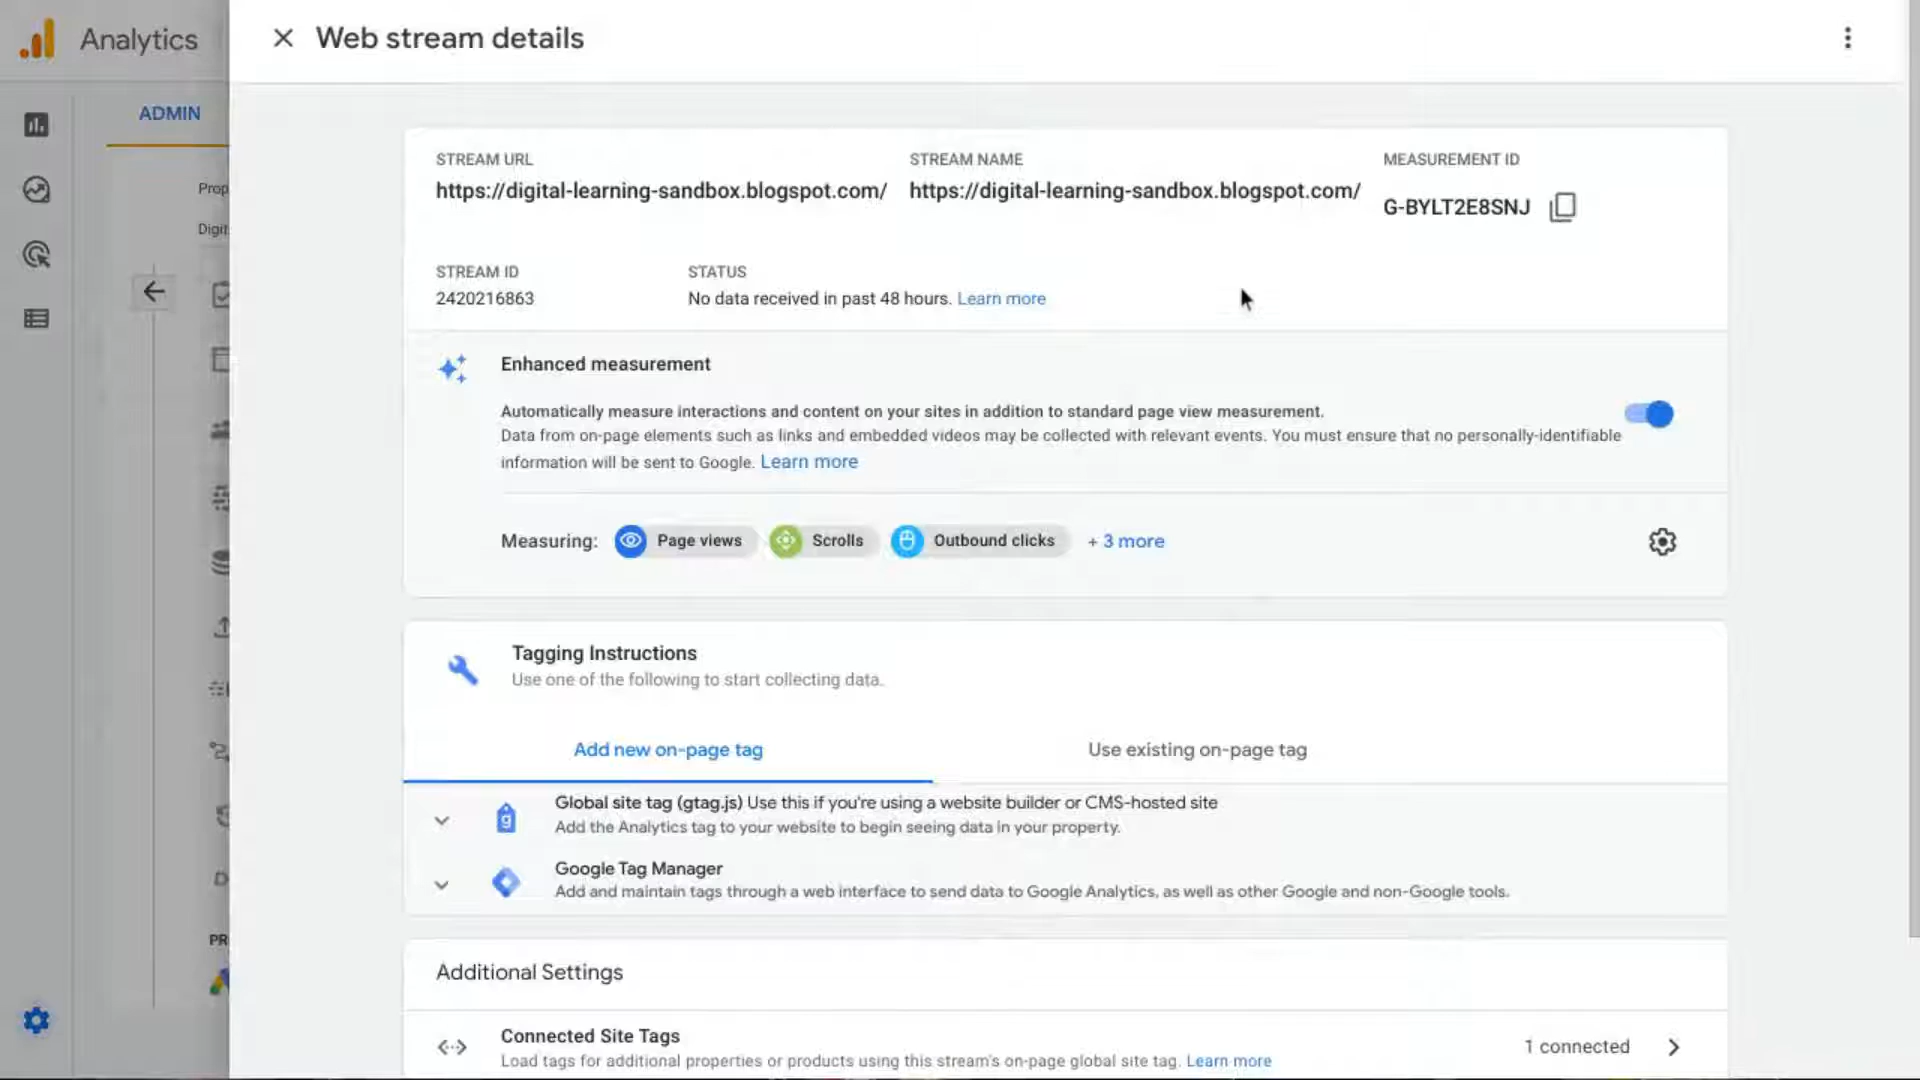 Analytics
Web stream details
ADMIN
STREAM URL
https://digital-learning-sandbox.blogspot.com/
STREAM NAME
https://digital-learning-sandbox.blogspot.com/
MEASUREMENT ID
G-BYLT2E8SNJ
Prop
Digit
STREAM ID
2420216863
STATUS
No data received in past 48 hours. Learn more
Enhanced measurement
Automatically measure interactions and content on your sites in addition to standard page view measurement.
Data from on-page elements such as links and embedded videos may be collected with relevant events. You must ensure that no personally-identifiable
information will be sent to Google. Learn more
Measuring: Page views Scrolls Outbound clicks + 3 more
Tagging Instructions
Use one of the following to start collecting data.
Add new on-page tag
Use existing on-page tag
Global site tag (gtag.js) Use this if you're using a website builder or CMS-hosted site
Add the Analytics tag to your website to begin seeing data in your property.
Google Tag Manager
Add and maintain tags through a web interface to send data to Google Analytics, as well as other Google and non-Google tools.
PR
Additional Settings
Connected Site Tags
Load tags for additional properties or products using this stream's on-page global site tag. Learn more
1 connected